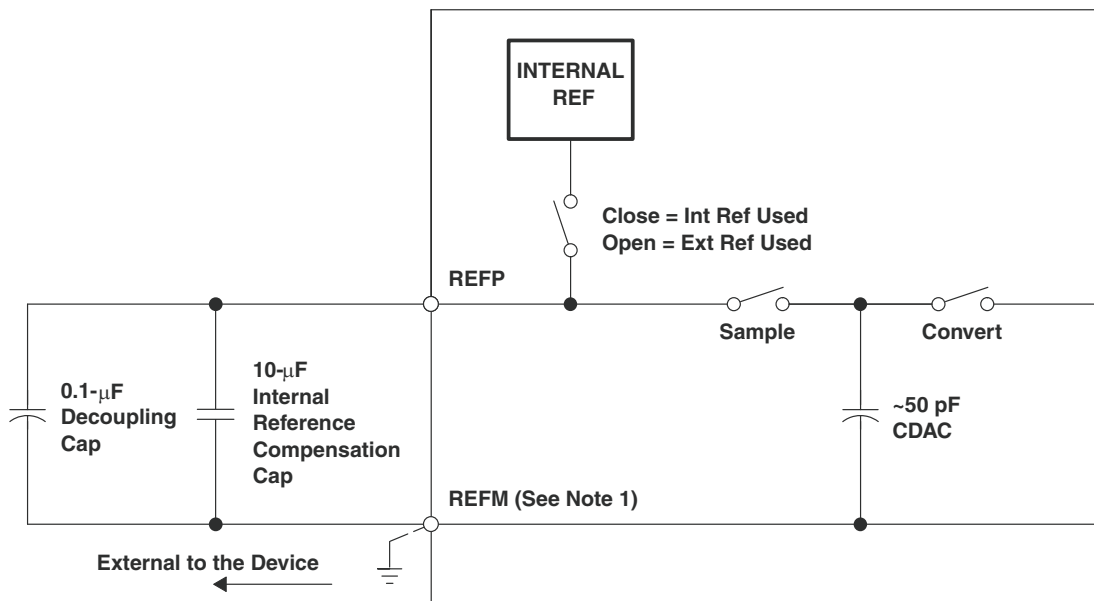 INTERNAL
REF
Close = Int Ref Used
Open = Ext Ref Used
REFP
Sample
Convert
0.1-μF
Decoupling
Cap
10-μF
Internal
Reference
Compensation
Cap
~50 pF
CDAC
REFM (See Note 1)
External to the Device